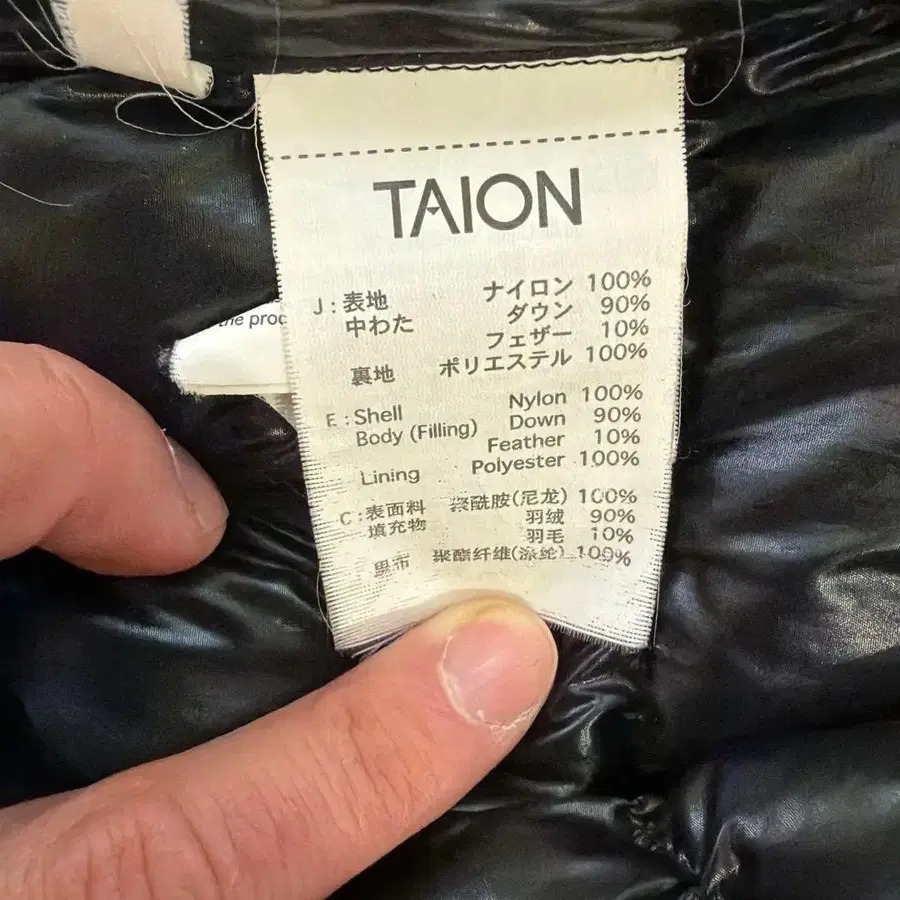 TAION
J : 表地 ナイロン 100%
中わた ダウン 90%
フェザー 10%
裏地 ポリエステル 100%
E : Shell Nylon 100%
Body (Filling) Down 90%
Feather 10%
Lining Polyester 100%
C : 表面料 聚酰胺(尼龙) 100%
填充物 羽绒 90%
羽毛 10%
里布 聚酯纤维(涤纶) 100%
the